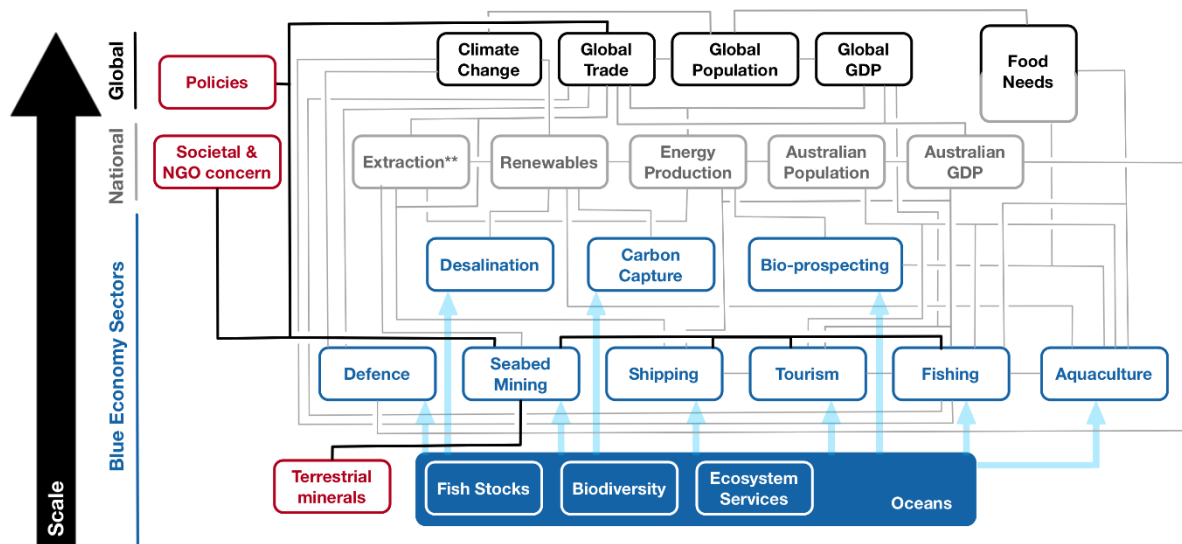 Scale
Global
National
Blue Economy Sectors
Policies
Climate
Change
Global
Trade
Global
Population
Global
GDP
Food
Needs
Societal &
NGO concern
Extraction**
Renewables
Energy
Production
Australian
Population
Australian
GDP
Desalination
Carbon
Capture
Bio-prospecting
Defence
Seabed
Mining
Shipping
Tourism
Fishing
Aquaculture
Terrestrial
minerals
Fish Stocks
Biodiversity
Ecosystem
Services
Oceans